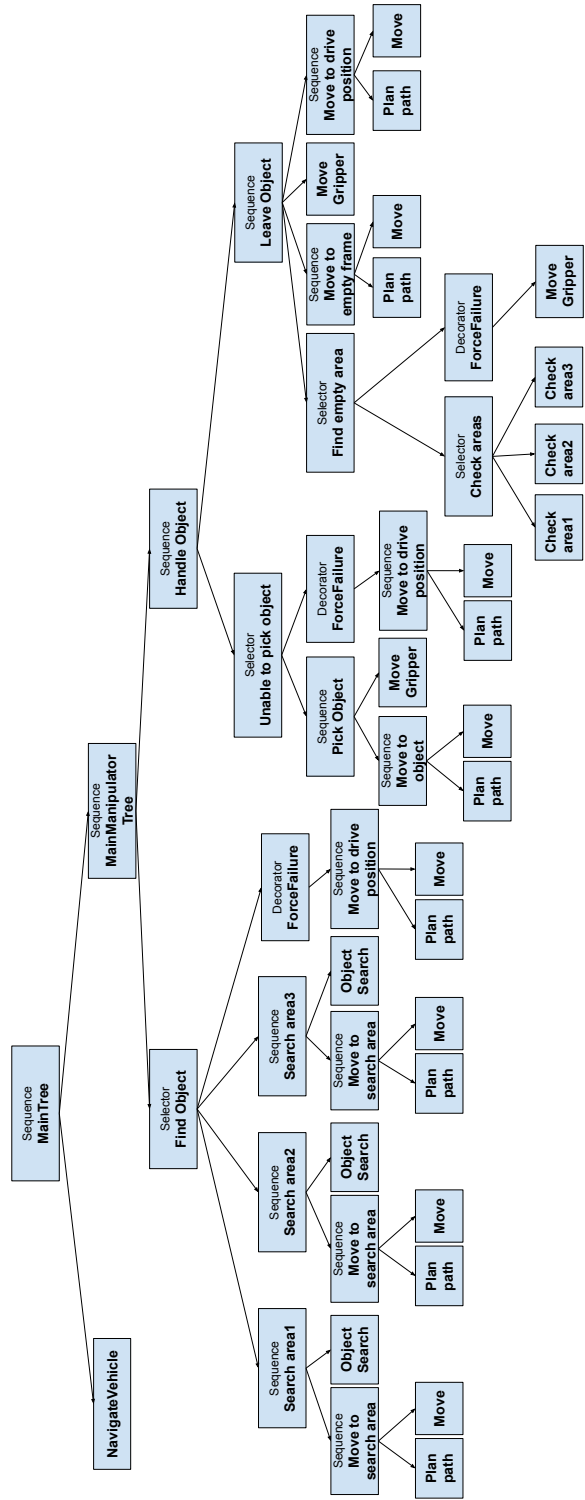 Sequence
MainTree
NavigateVehicle
Sequence
MainManipulator
Tree
Selector
Find Object
Sequence
Handle Object
Sequence
Search area1
Sequence
Search area2
Sequence
Search area3
Decorator
ForceFailure
Selector
Unable to pick object
Sequence
Leave Object
Sequence
Move to
search area
Object
Search
Sequence
Move to
search area
Object
Search
Sequence
Move to
search area
Object
Search
Sequence
Move to drive
position
Sequence
Pick Object
Decorator
ForceFailure
Selector
Find empty area
Sequence
Move to
empty frame
Move
Gripper
Sequence
Move to drive
position
Plan
path
Move
Plan
path
Move
Plan
path
Move
Plan
path
Move
Sequence
Move to
object
Move
Gripper
Sequence
Move to drive
position
Plan
path
Move
Plan
path
Move
Plan
path
Move
Plan
path
Move
Selector
Check areas
Decorator
ForceFailure
Check
area1
Check
area2
Check
area3
Move
Gripper